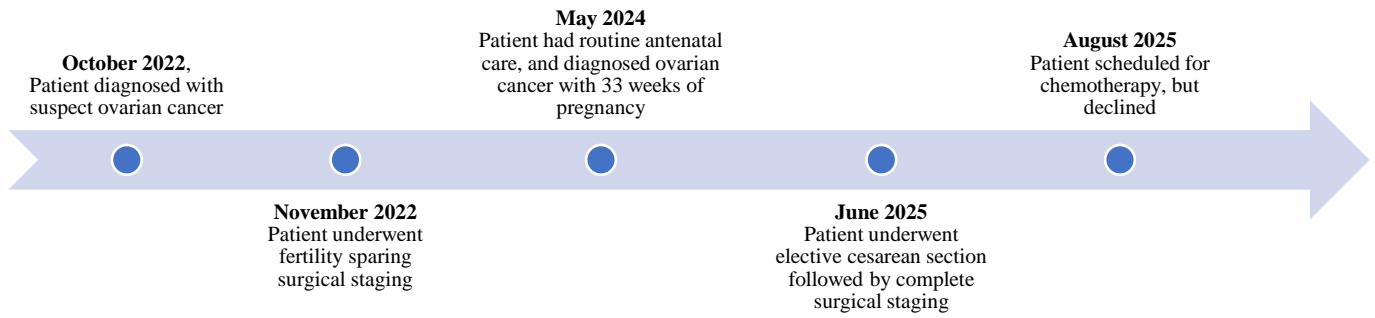 October 2022,
Patient diagnosed with
suspect ovarian cancer
November 2022
Patient underwent
fertility sparing
surgical staging
May 2024
Patient had routine antenatal
care, and diagnosed ovarian
cancer with 33 weeks of
pregnancy
June 2025
Patient underwent
elective cesarean section
followed by complete
surgical staging
August 2025
Patient scheduled for
chemotherapy, but
declined